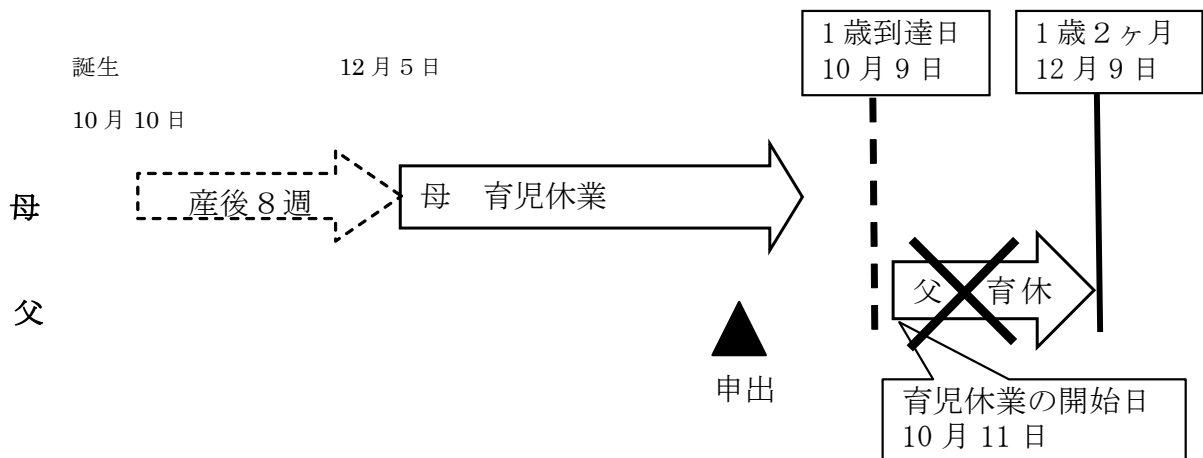 1歳到達日
10月9日
1歳2ヶ月
12月9日
誕生
12月5日
10月10日
母
産後8週
母 育児休業
父
父 育休
申出
育児休業の開始日
10月11日